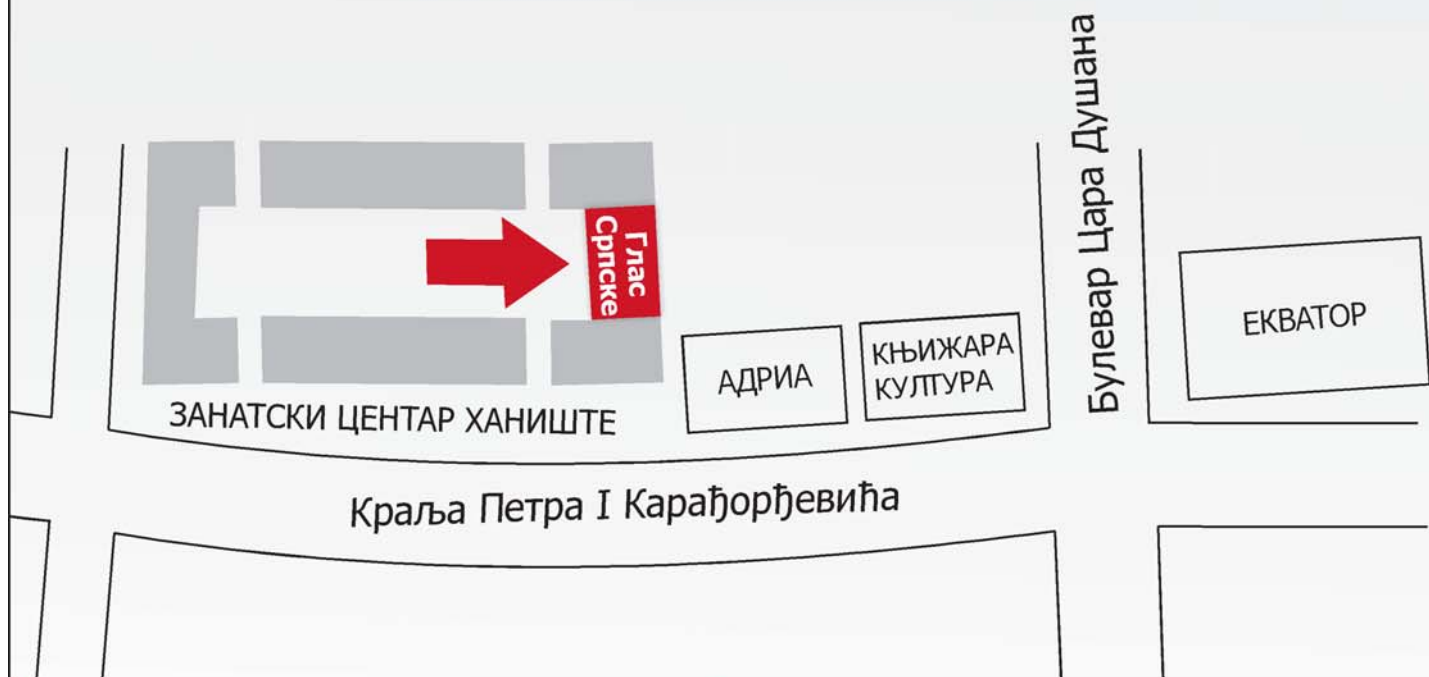 Булевар Цара Душана
Глас
Српске
ЕКВАТОР
АДРИА
КЊИЖАРА
КУЛТУРА
ЗАНАТСКИ ЦЕНТАР ХАНИШТЕ
Краља Петра I Карађорђевића